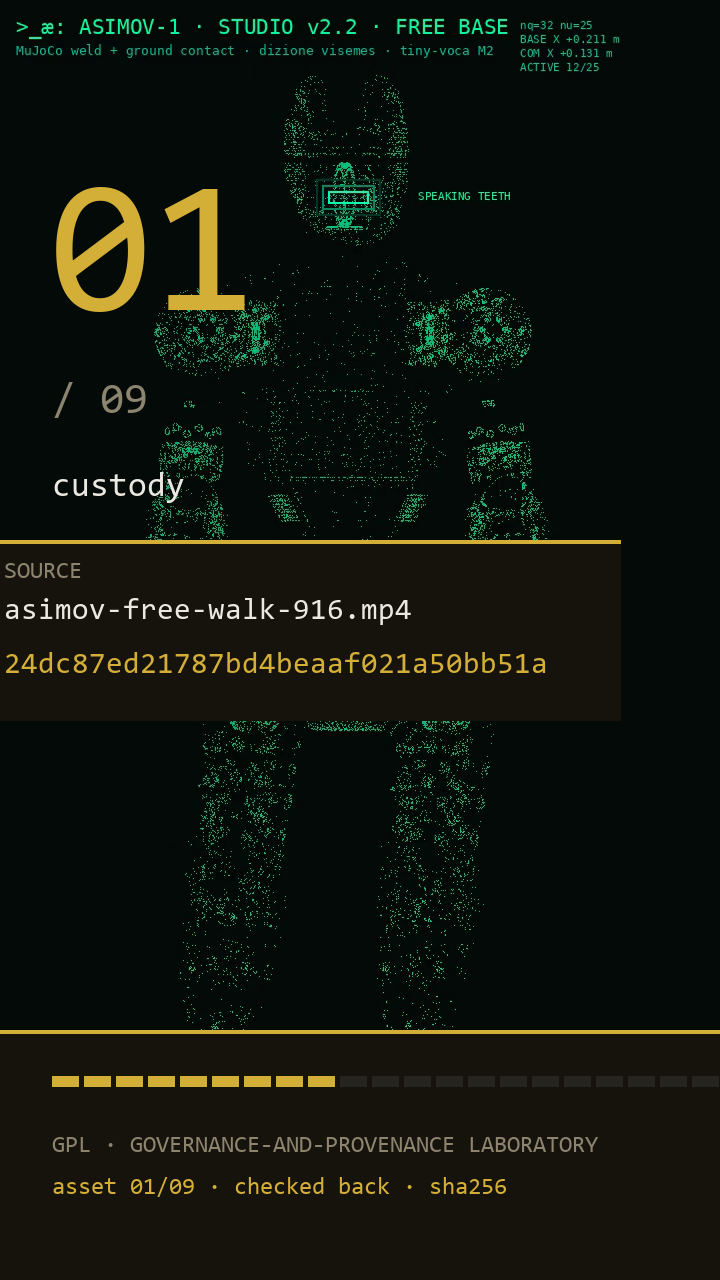 >_æ: ASIMOV-1 · STUDIO v2.2 · FREE BASE
MuJoCo weld + ground contact · dizione visemes · tiny-voca M2
nq=32 nu=25
BASE X +0.211 m
COM X +0.131 m
ACTIVE 12/25
SPEAKING TEETH
01
/ 09
custody
SOURCE
asimov-free-walk-916.mp4
24dc87ed21787bd4beaaf021a50bb51a
GPL · GOVERNANCE-AND-PROVENANCE LABORATORY
asset 01/09 · checked back · sha256